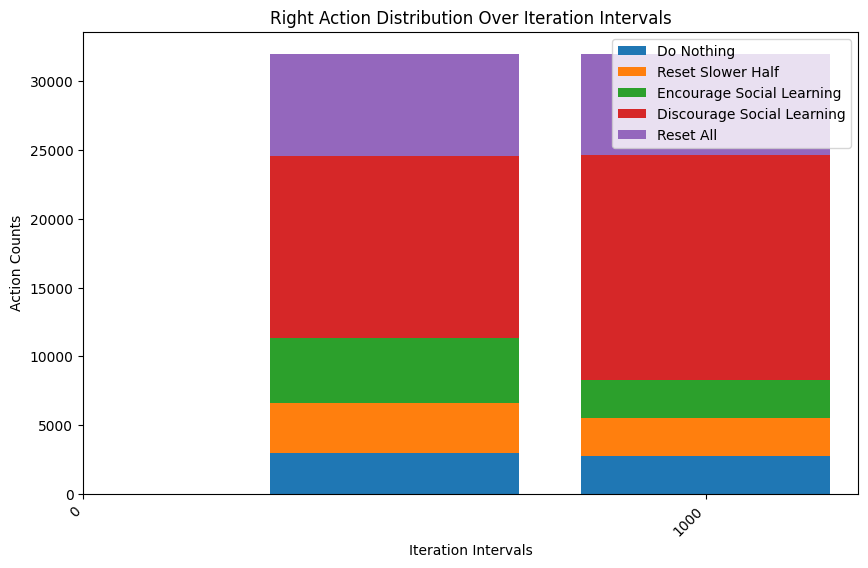 Right Action Distribution Over Iteration Intervals
Do Nothing
Reset Slower Half
Encourage Social Learning
Discourage Social Learning
Reset All
Action Counts
30000
25000
20000
15000
10000
5000
0
0
1000
Iteration Intervals